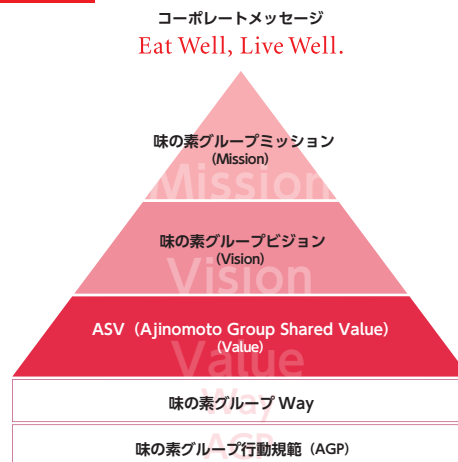 コーポレートメッセージ
Eat Well, Live Well.
味の素グループミッション
(Mission)
Mission
味の素グループビジョン
(Vision)
Vision
ASV（Ajinomoto Group Shared Value）
(Value)
Value
味の素グループ Way
Way
味の素グループ行動規範（AGP）
AGP